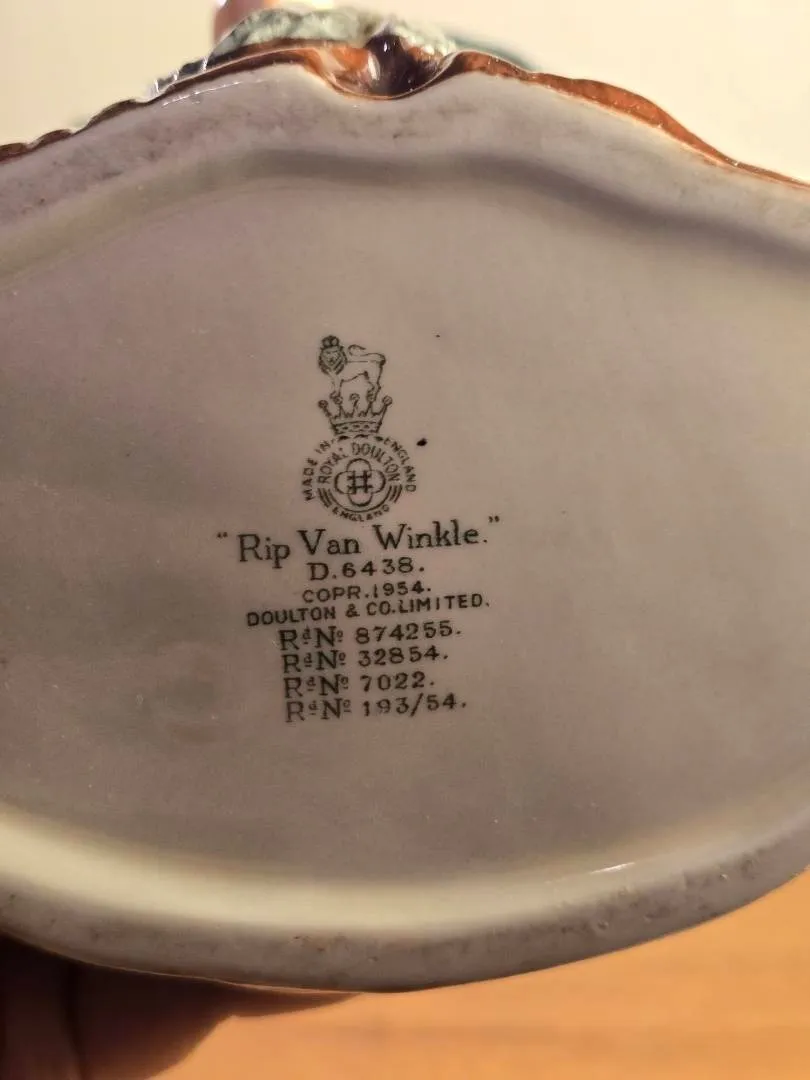 MADE IN ENGLAND
ROYAL DOULTON
ENGLAND
"Rip Van Winkle."
D.6438.
COPR.1954.
DOULTON & CO.LIMITED.
Rd No 874255.
Rd No 32854.
Rd No 7022.
Rd No 193/54.